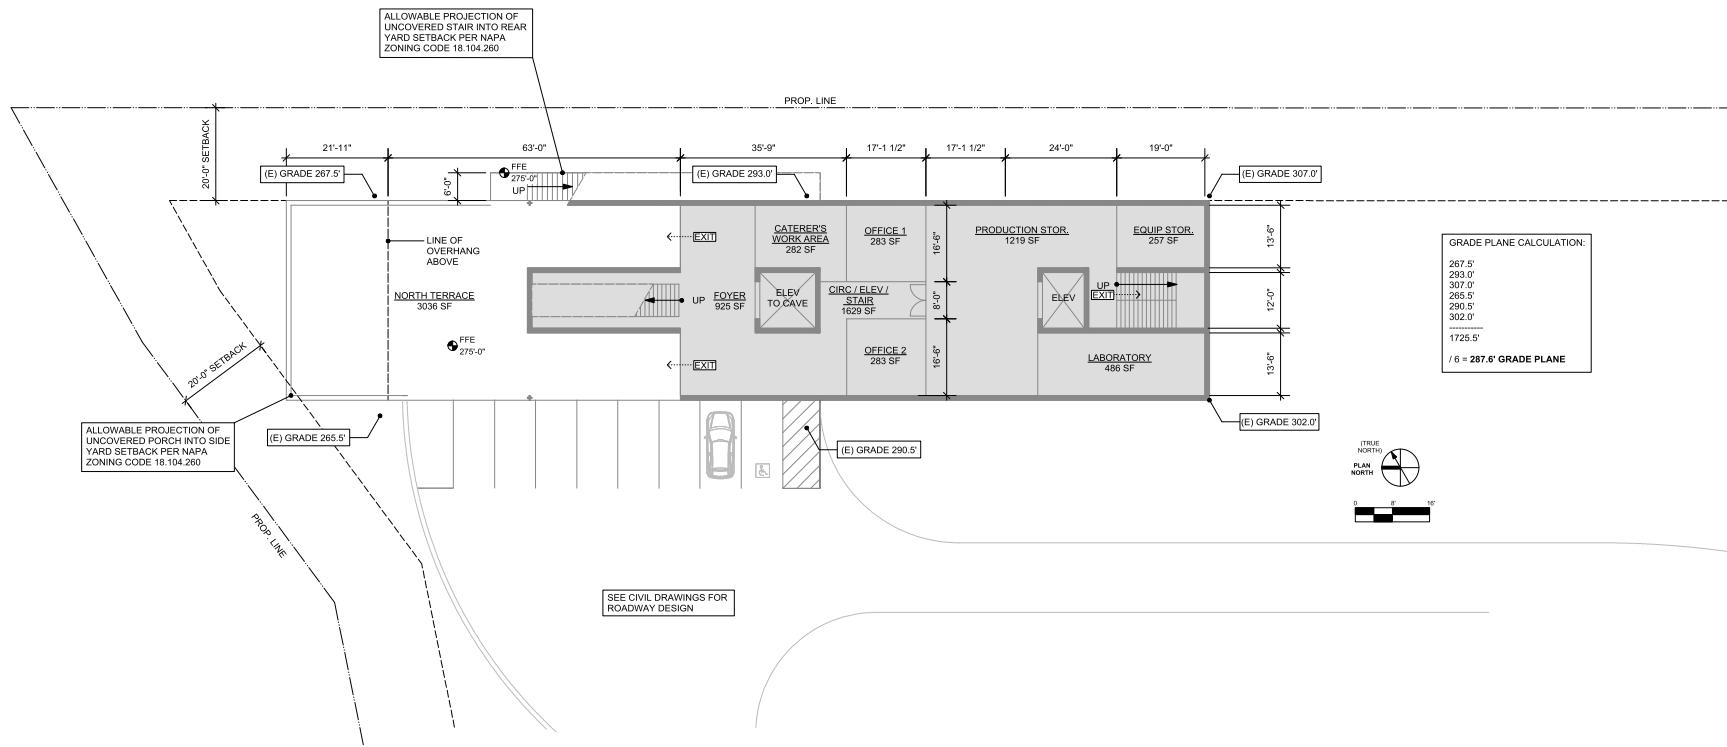 ALLOWABLE PROJECTION OF
UNCOVERED STAIR INTO REAR
YARD SETBACK PER NAPA
ZONING CODE 18.104.260
PROP. LINE
20'-0" SETBACK
21'-11"
63'-0"
35'-9"
17'-1 1/2"
17'-1 1/2"
24'-0"
19'-0"
(E) GRADE 267.5'
6'-0"
FFE
275'-0"
UP
(E) GRADE 293.0'
(E) GRADE 307.0'
LINE OF
OVERHANG
ABOVE
EXIT
CATERER'S
WORK AREA
282 SF
OFFICE 1
283 SF
16'-6"
PRODUCTION STOR.
1219 SF
EQUIP STOR.
257 SF
13'-6"
NORTH TERRACE
3036 SF
UP
FOYER
925 SF
ELEV
TO CAVE
CIRC / ELEV /
STAIR
1629 SF
8'-0"
ELEV
UP
EXIT
12'-0"
FFE
275'-0"
EXIT
OFFICE 2
283 SF
16'-6"
LABORATORY
486 SF
13'-6"
GRADE PLANE CALCULATION:
267.5'
293.0'
307.0'
265.5'
290.5'
302.0'
-----------
1725.5'
/ 6 = 287.6' GRADE PLANE
20'-0" SETBACK
ALLOWABLE PROJECTION OF
UNCOVERED PORCH INTO SIDE
YARD SETBACK PER NAPA
ZONING CODE 18.104.260
(E) GRADE 265.5'
(E) GRADE 290.5'
(E) GRADE 302.0'
(TRUE
NORTH)
PLAN
NORTH
0 8' 16'
PROP. LINE
SEE CIVIL DRAWINGS FOR
ROADWAY DESIGN